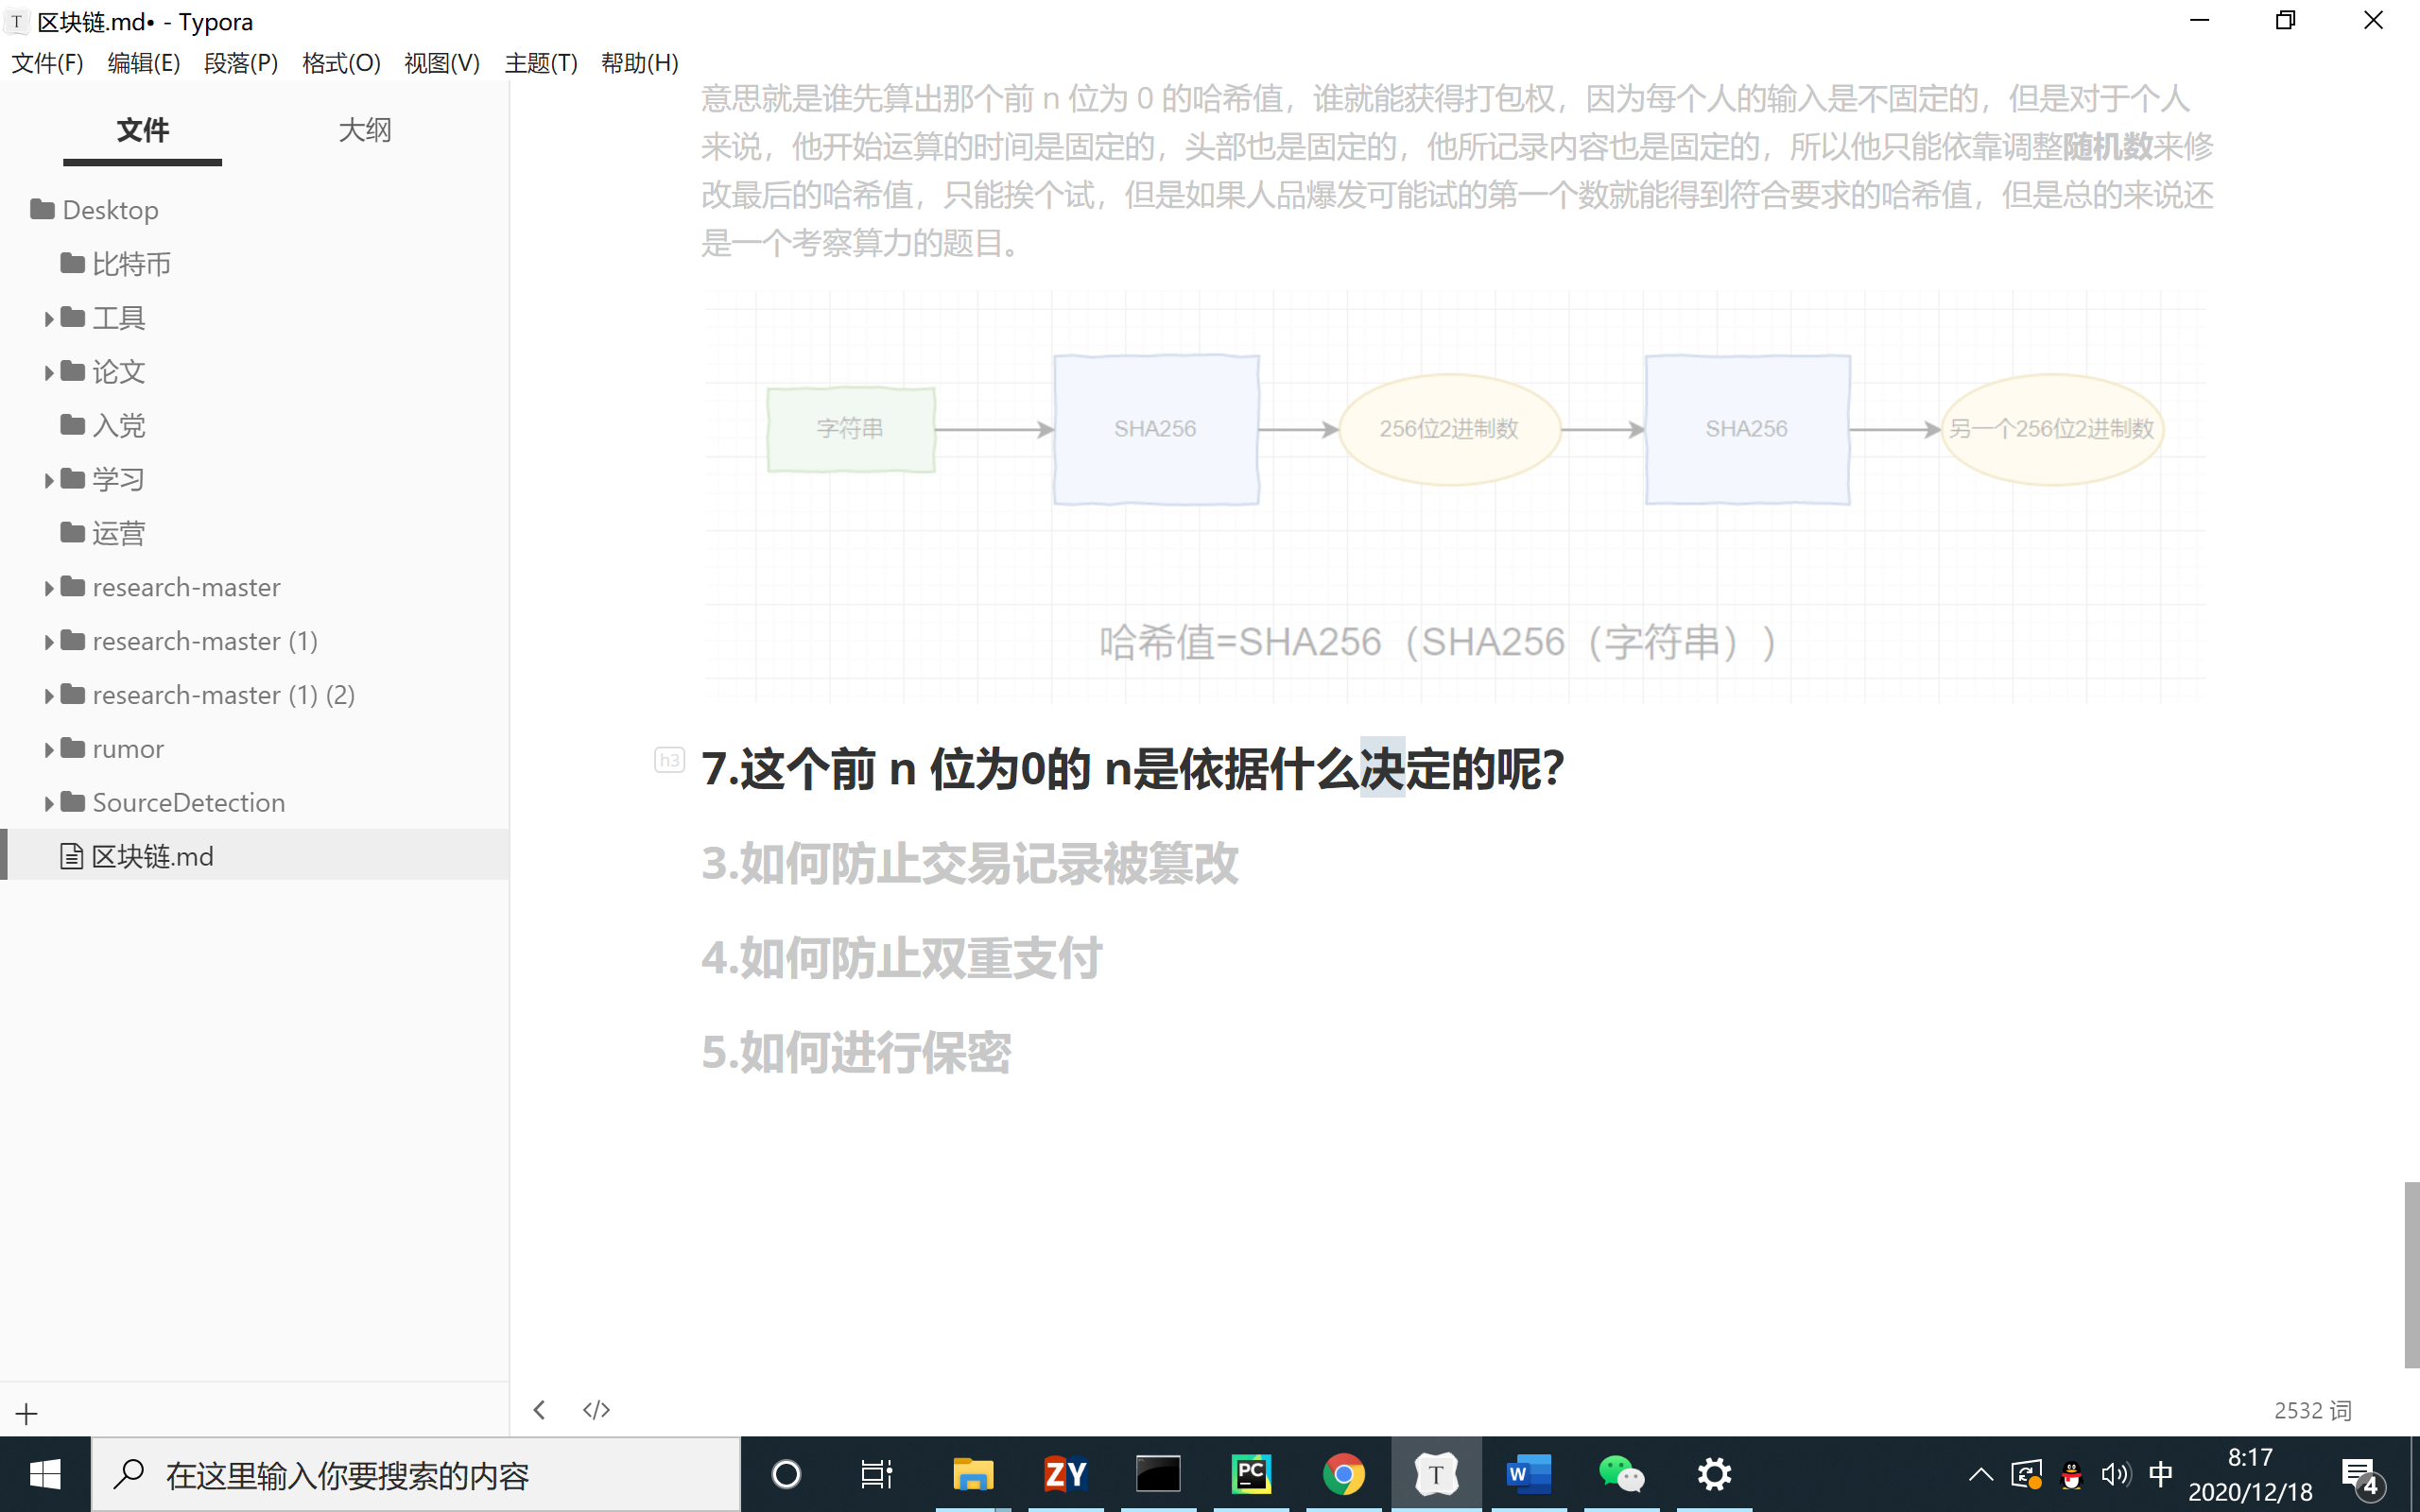 区块链.md• - Typora
文件(F) 编辑(E) 段落(P) 格式(O) 视图(V) 主题(T) 帮助(H)
文件 大纲
Desktop
比特币
工具
论文
入党
学习
运营
research-master
research-master (1)
research-master (1) (2)
rumor
SourceDetection
区块链.md
意思就是谁先算出那个前 n 位为 0 的哈希值，谁就能获得打包权，因为每个人的输入是不固定的，但是对于个人
来说，他开始运算的时间是固定的，头部也是固定的，他所记录内容也是固定的，所以他只能依靠调整随机数来修
改最后的哈希值，只能挨个试，但是如果人品爆发可能试的第一个数就能得到符合要求的哈希值，但是总的来说还
是一个考察算力的题目。
字符串 SHA256 256位2进制数 SHA256 另一个256位2进制数
哈希值=SHA256（SHA256（字符串））
h3
7.这个前 n 位为0的 n是依据什么决定的呢？
3.如何防止交易记录被篡改
4.如何防止双重支付
5.如何进行保密
2532 词
在这里输入你要搜索的内容
ZY
PC
T
W
中
8:17
2020/12/18
4